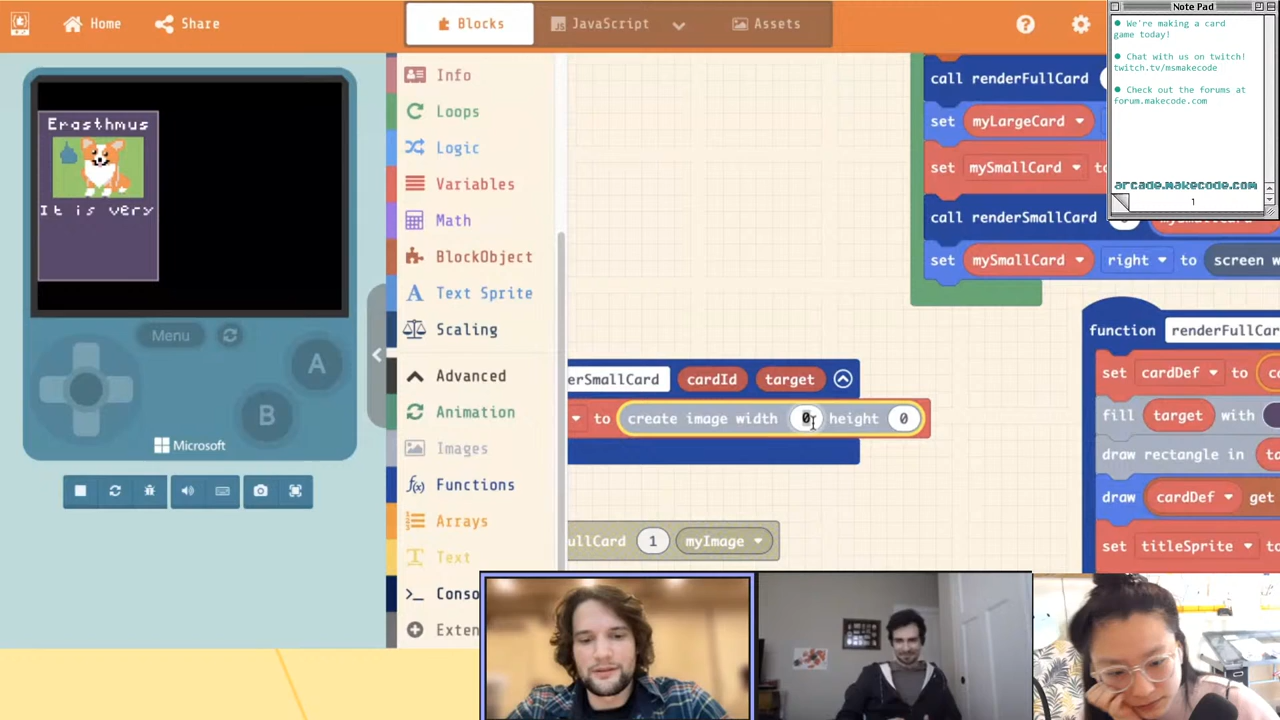 Home
Share
Blocks
JavaScript
Assets
Note Pad
We're making a card
game today!
Chat with us on twitch!
twitch.tv/msmakecode
Check out the forums at
forum.makecode.com
arcade.makecode.com
1
Erasthmus
It is very
Menu
A
B
Microsoft
Info
Loops
Logic
Variables
Math
BlockObject
Text Sprite
Scaling
Advanced
Animation
Images
Functions
Arrays
Text
Conso
Exten
call renderFullCard
set myLargeCard
set mySmallCard to
call renderSmallCard
set mySmallCard right to screen w
erSmallCard cardId target
to create image width 0 height 0
ullCard 1 myImage
function renderFullCar
set cardDef to
fill target with
draw rectangle in ta
draw cardDef get
set titleSprite to